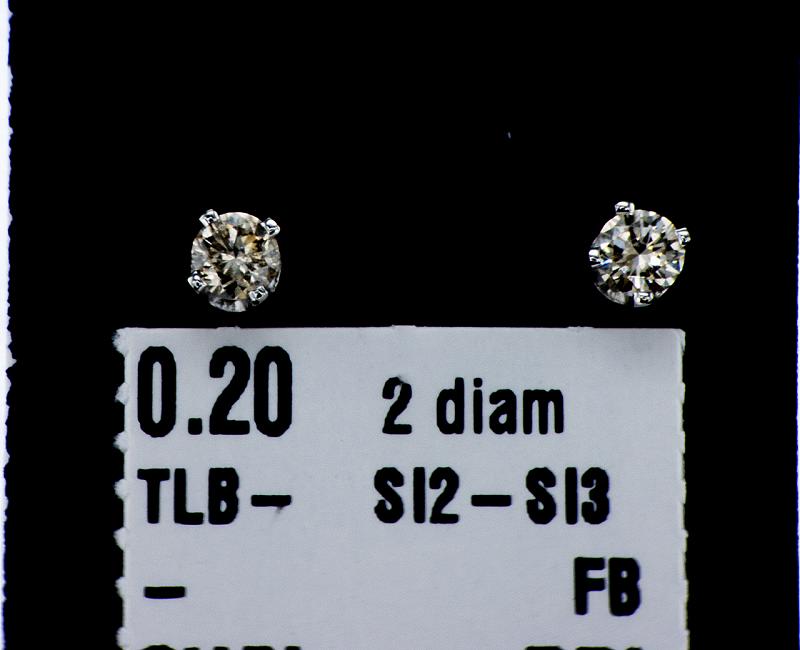 0.20 2 diam
TLB- SI2-SI3
- FB